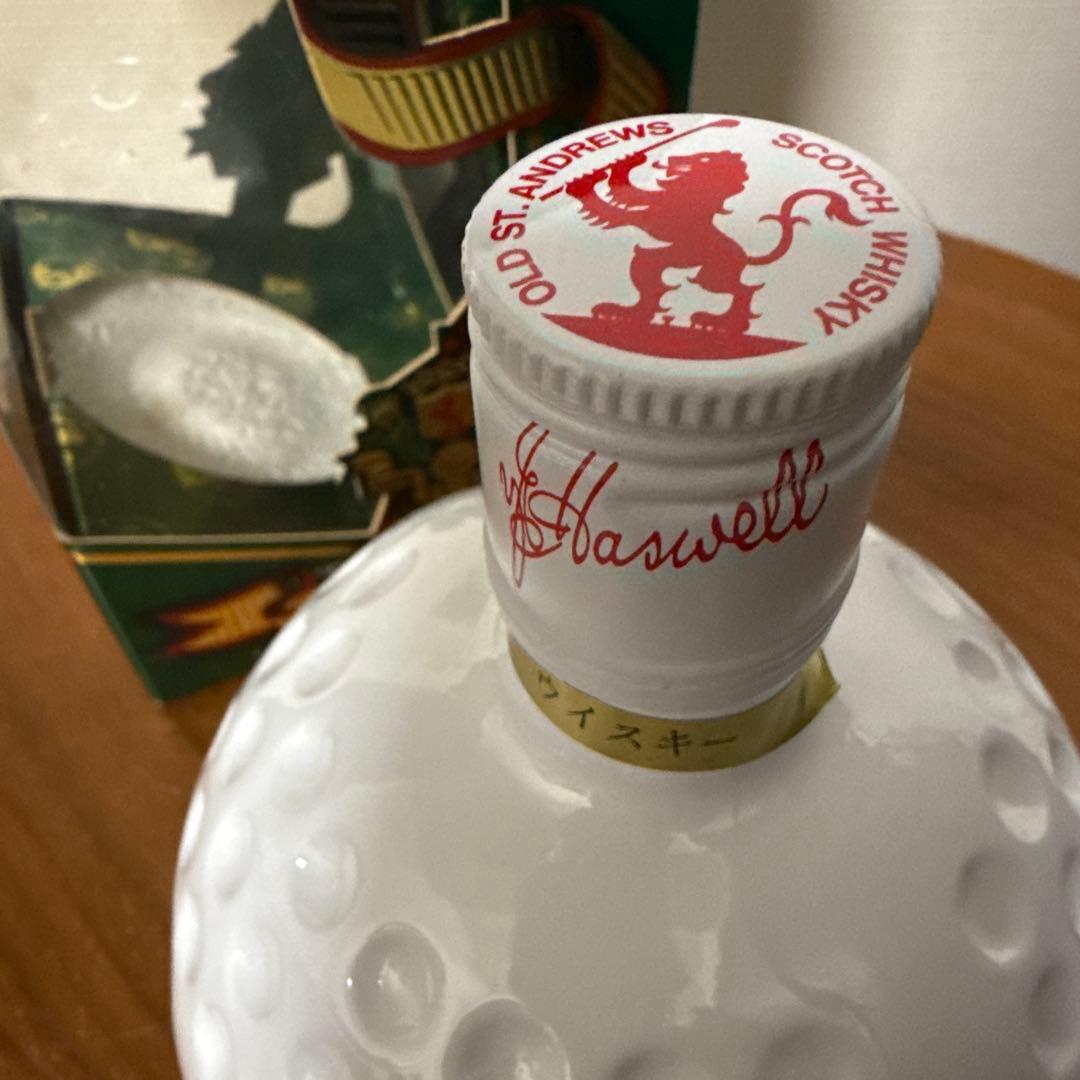 OLD ST. ANDREWS SCOTCH WHISKY
Haswell
ウイスキー